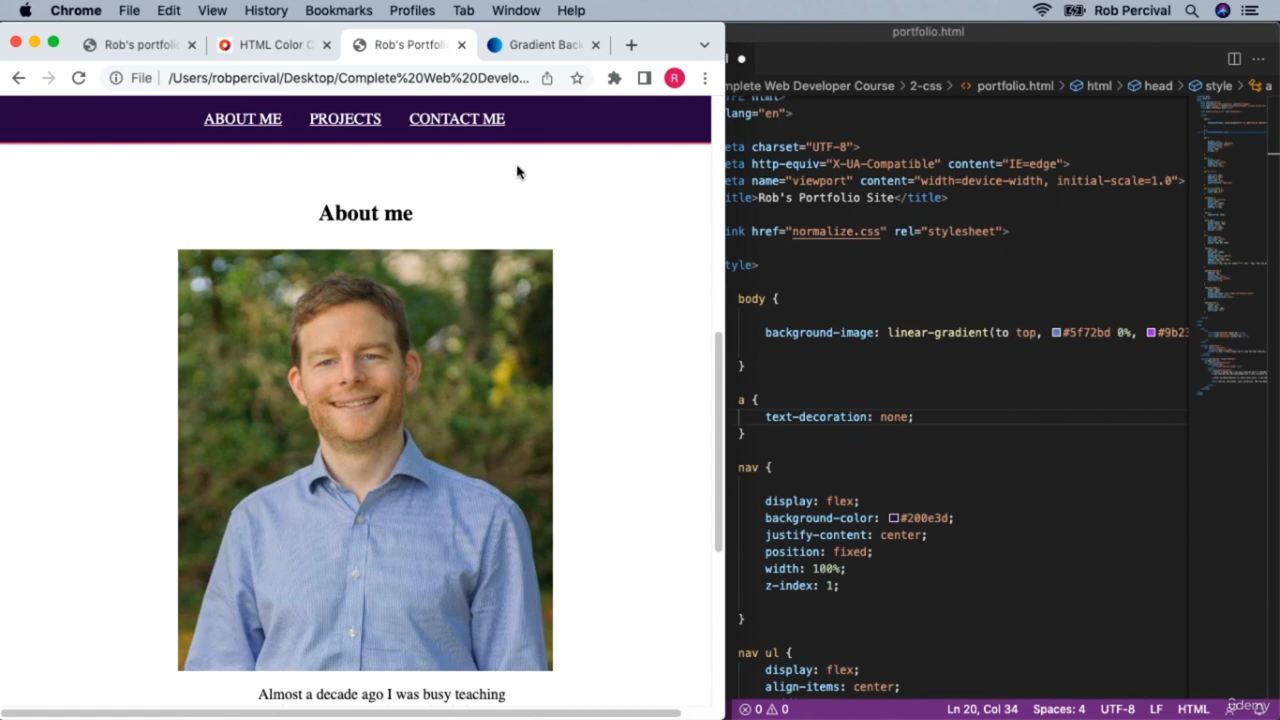 Chrome File Edit View History Bookmarks Profiles Tab Window Help Rob Percival
Rob's portfolio HTML Color C Rob's Portfoli Gradient Back
File /Users/robpercival/Desktop/Complete%20Web%20Develo... R
ABOUT ME PROJECTS CONTACT ME
About me
Almost a decade ago I was busy teaching
portfolio.html
mplete Web Developer Course > 2-css > portfolio.html > html > head > style > a
lang="en">
eta charset="UTF-8">
eta http-equiv="X-UA-Compatible" content="IE=edge">
eta name="viewport" content="width=device-width, initial-scale=1.0">
itle>Rob's Portfolio Site</title>
ink href="normalize.css" rel="stylesheet">
tyle>
body {
background-image: linear-gradient(to top, #5f72bd 0%, #9b23
}
a {
text-decoration: none;
}
nav {
display: flex;
background-color: #200e3d;
justify-content: center;
position: fixed;
width: 100%;
z-index: 1;
}
nav ul {
display: flex;
align-items: center;
0 0 Ln 20, Col 34 Spaces: 4 UTF-8 LF HTML
udemy